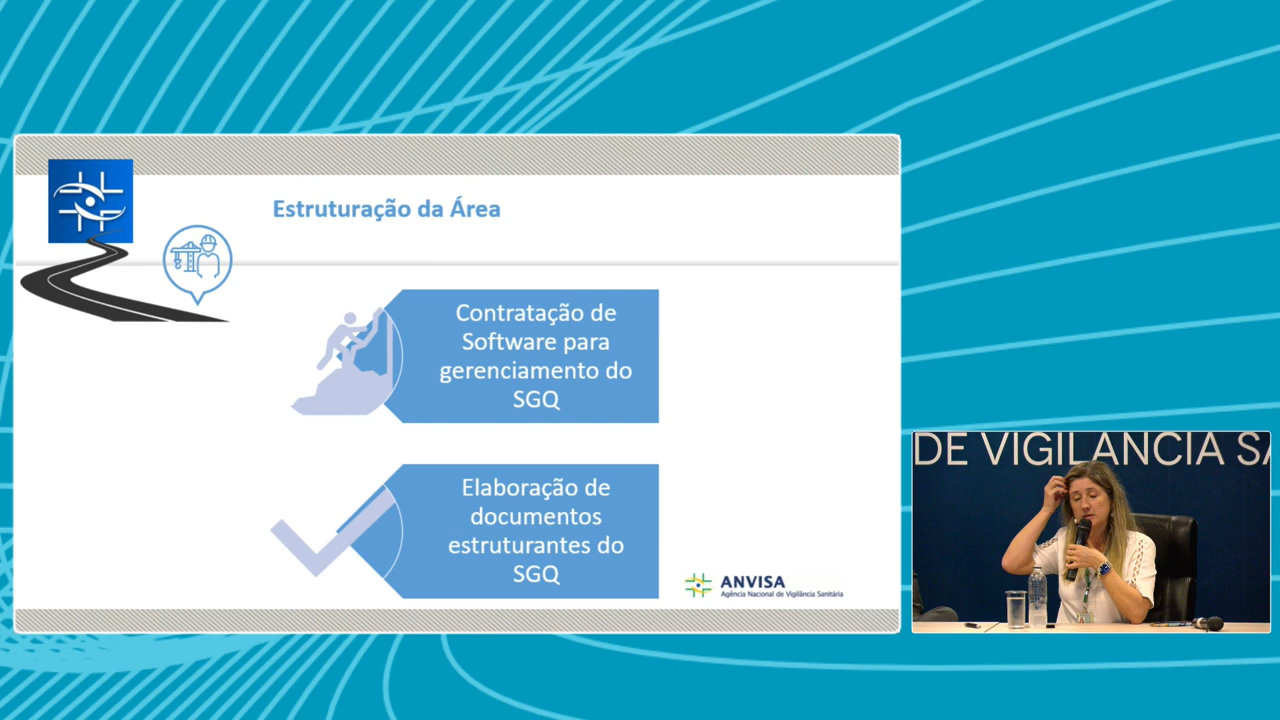 Estruturação da Área
Contratação de
Software para
gerenciamento do
SGQ
Elaboração de
documentos
estruturantes do
SGQ
ANVISA
Agência Nacional de Vigilância Sanitária
DE VIGILANCIA SA